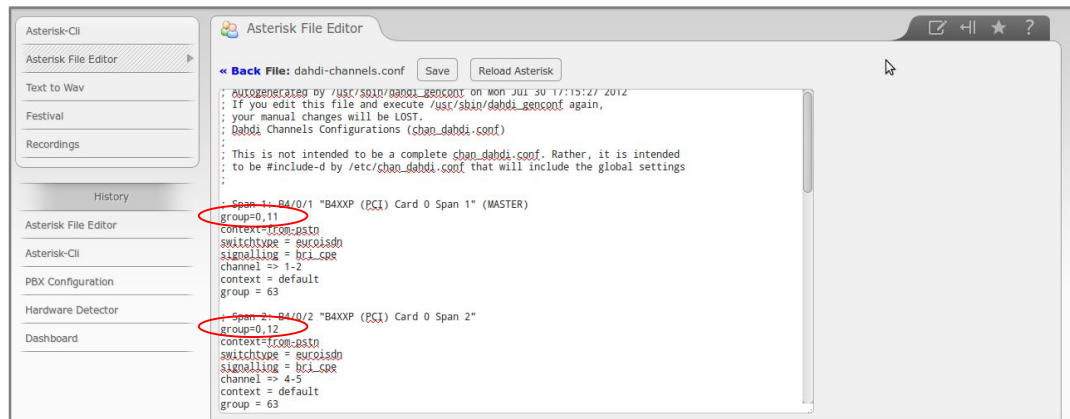 Asterisk-Cli
Asterisk File Editor
Text to Wav
Festival
Recordings
History
Asterisk File Editor
Asterisk-Cli
PBX Configuration
Hardware Detector
Dashboard
Asterisk File Editor
?
« Back File: dahdi-channels.conf Save Reload Asterisk
; Autogenerated by /usr/sbin/dahdi_genconf on Mon Jul 30 17:15:27 2012
; If you edit this file and execute /usr/sbin/dahdi_genconf again,
; your manual changes will be LOST.
; Dahdi Channels Configurations (chan_dahdi.conf)
;
; This is not intended to be a complete chan_dahdi.conf. Rather, it is intended
; to be #include-d by /etc/chan_dahdi.conf that will include the global settings
;
; Span 1: B4/0/1 "B4XXP (PCI) Card 0 Span 1" (MASTER)
group=0,11
context=from-pstn
switchtype = euroisdn
signalling = bri_cpe
channel => 1-2
context = default
group = 63
; Span 2: B4/0/2 "B4XXP (PCI) Card 0 Span 2"
group=0,12
context=from-pstn
switchtype = euroisdn
signalling = bri_cpe
channel => 4-5
context = default
group = 63